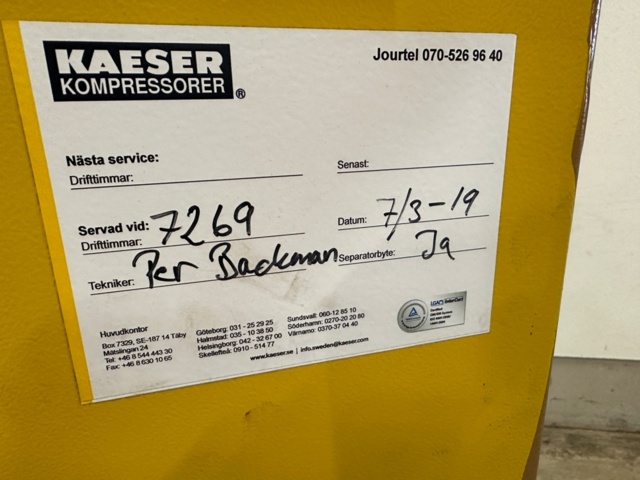 KAESER
KOMPRESSORER ®
Jourtel 070-526 96 40
Nästa service:
Drifttimmar:
Senast:
Servad vid:
Drifttimmar: 7269
Datum: 7/3-19
Tekniker: Per Backman
Separatorbyte: Ja
Huvudkontor
Box 7329, SE-187 14 Täby
Målslingan 24
Tel: +46 8 544 443 30
Fax: +46 8 630 10 65
Göteborg: 031 - 25 29 25
Halmstad: 035 - 10 38 50
Helsingborg: 042 - 32 67 00
Skellefteå: 0910 - 514 77
Sundsvall: 060-12 85 10
Söderhamn: 0270-20 20 80
Värnamo: 0370-37 04 40
www.kaeser.se | info.sweden@kaeser.com
InterCert